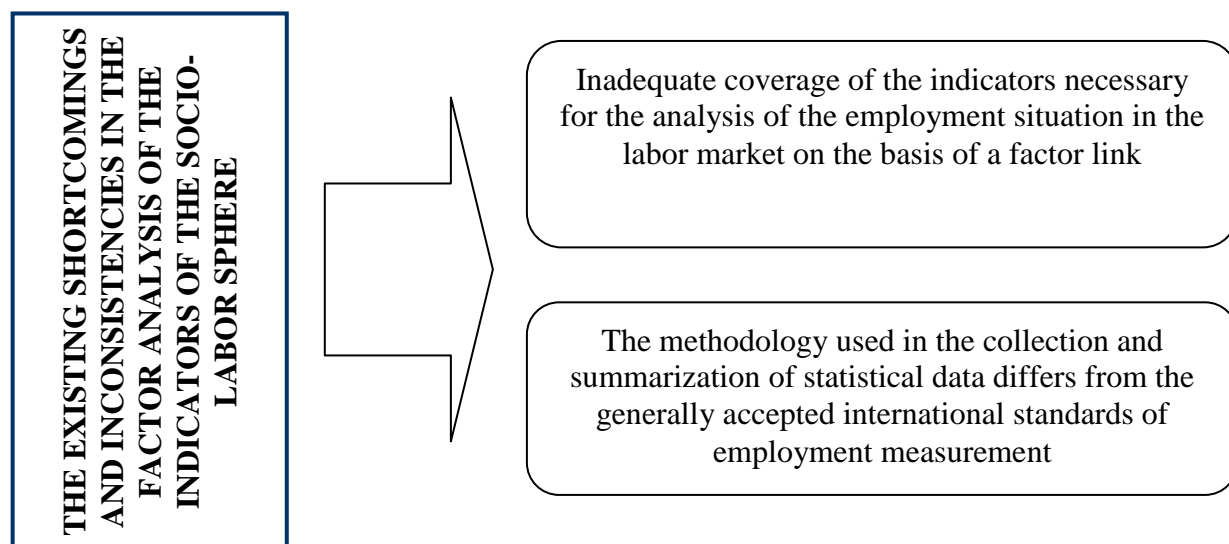 THE EXISTING SHORTCOMINGS
AND INCONSISTENCIES IN THE
FACTOR ANALYSIS OF THE
INDICATORS OF THE SOCIO-
LABOR SPHERE
Inadequate coverage of the indicators necessary
for the analysis of the employment situation in the
labor market on the basis of a factor link
The methodology used in the collection and
summarization of statistical data differs from the
generally accepted international standards of
employment measurement